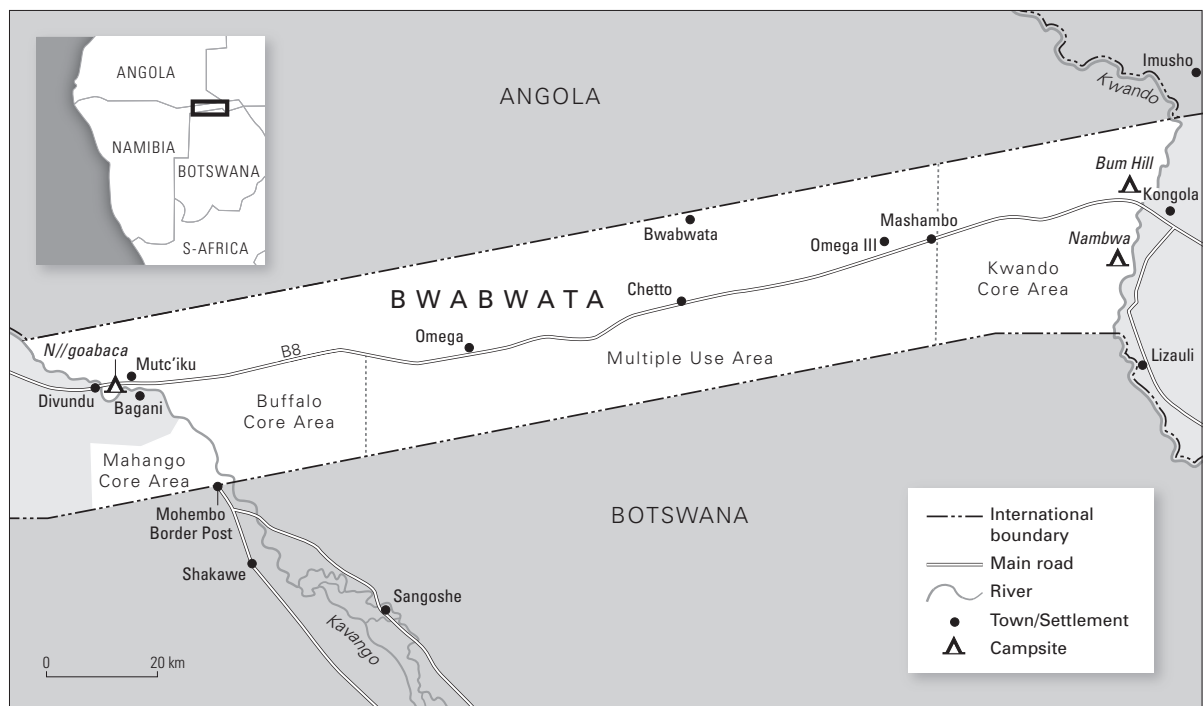 ANGOLA
NAMIBIA
BOTSWANA
S-AFRICA
ANGOLA
Imusho
Kwando
Bum Hill
Kongola
Bwabwata
Mashambo
Omega III
Nambwa
Kwando
Core Area
Chetto
BWABWATA
Omega
B8
Multiple Use Area
N//goabaca
Mutc'iku
Divundu
Bagani
Buffalo
Core Area
Lizauli
Mahango
Core Area
Mohembo
Border Post
BOTSWANA
Shakawe
Sangoshe
Kavango
0 20 km
International
boundary
Main road
River
Town/Settlement
Campsite